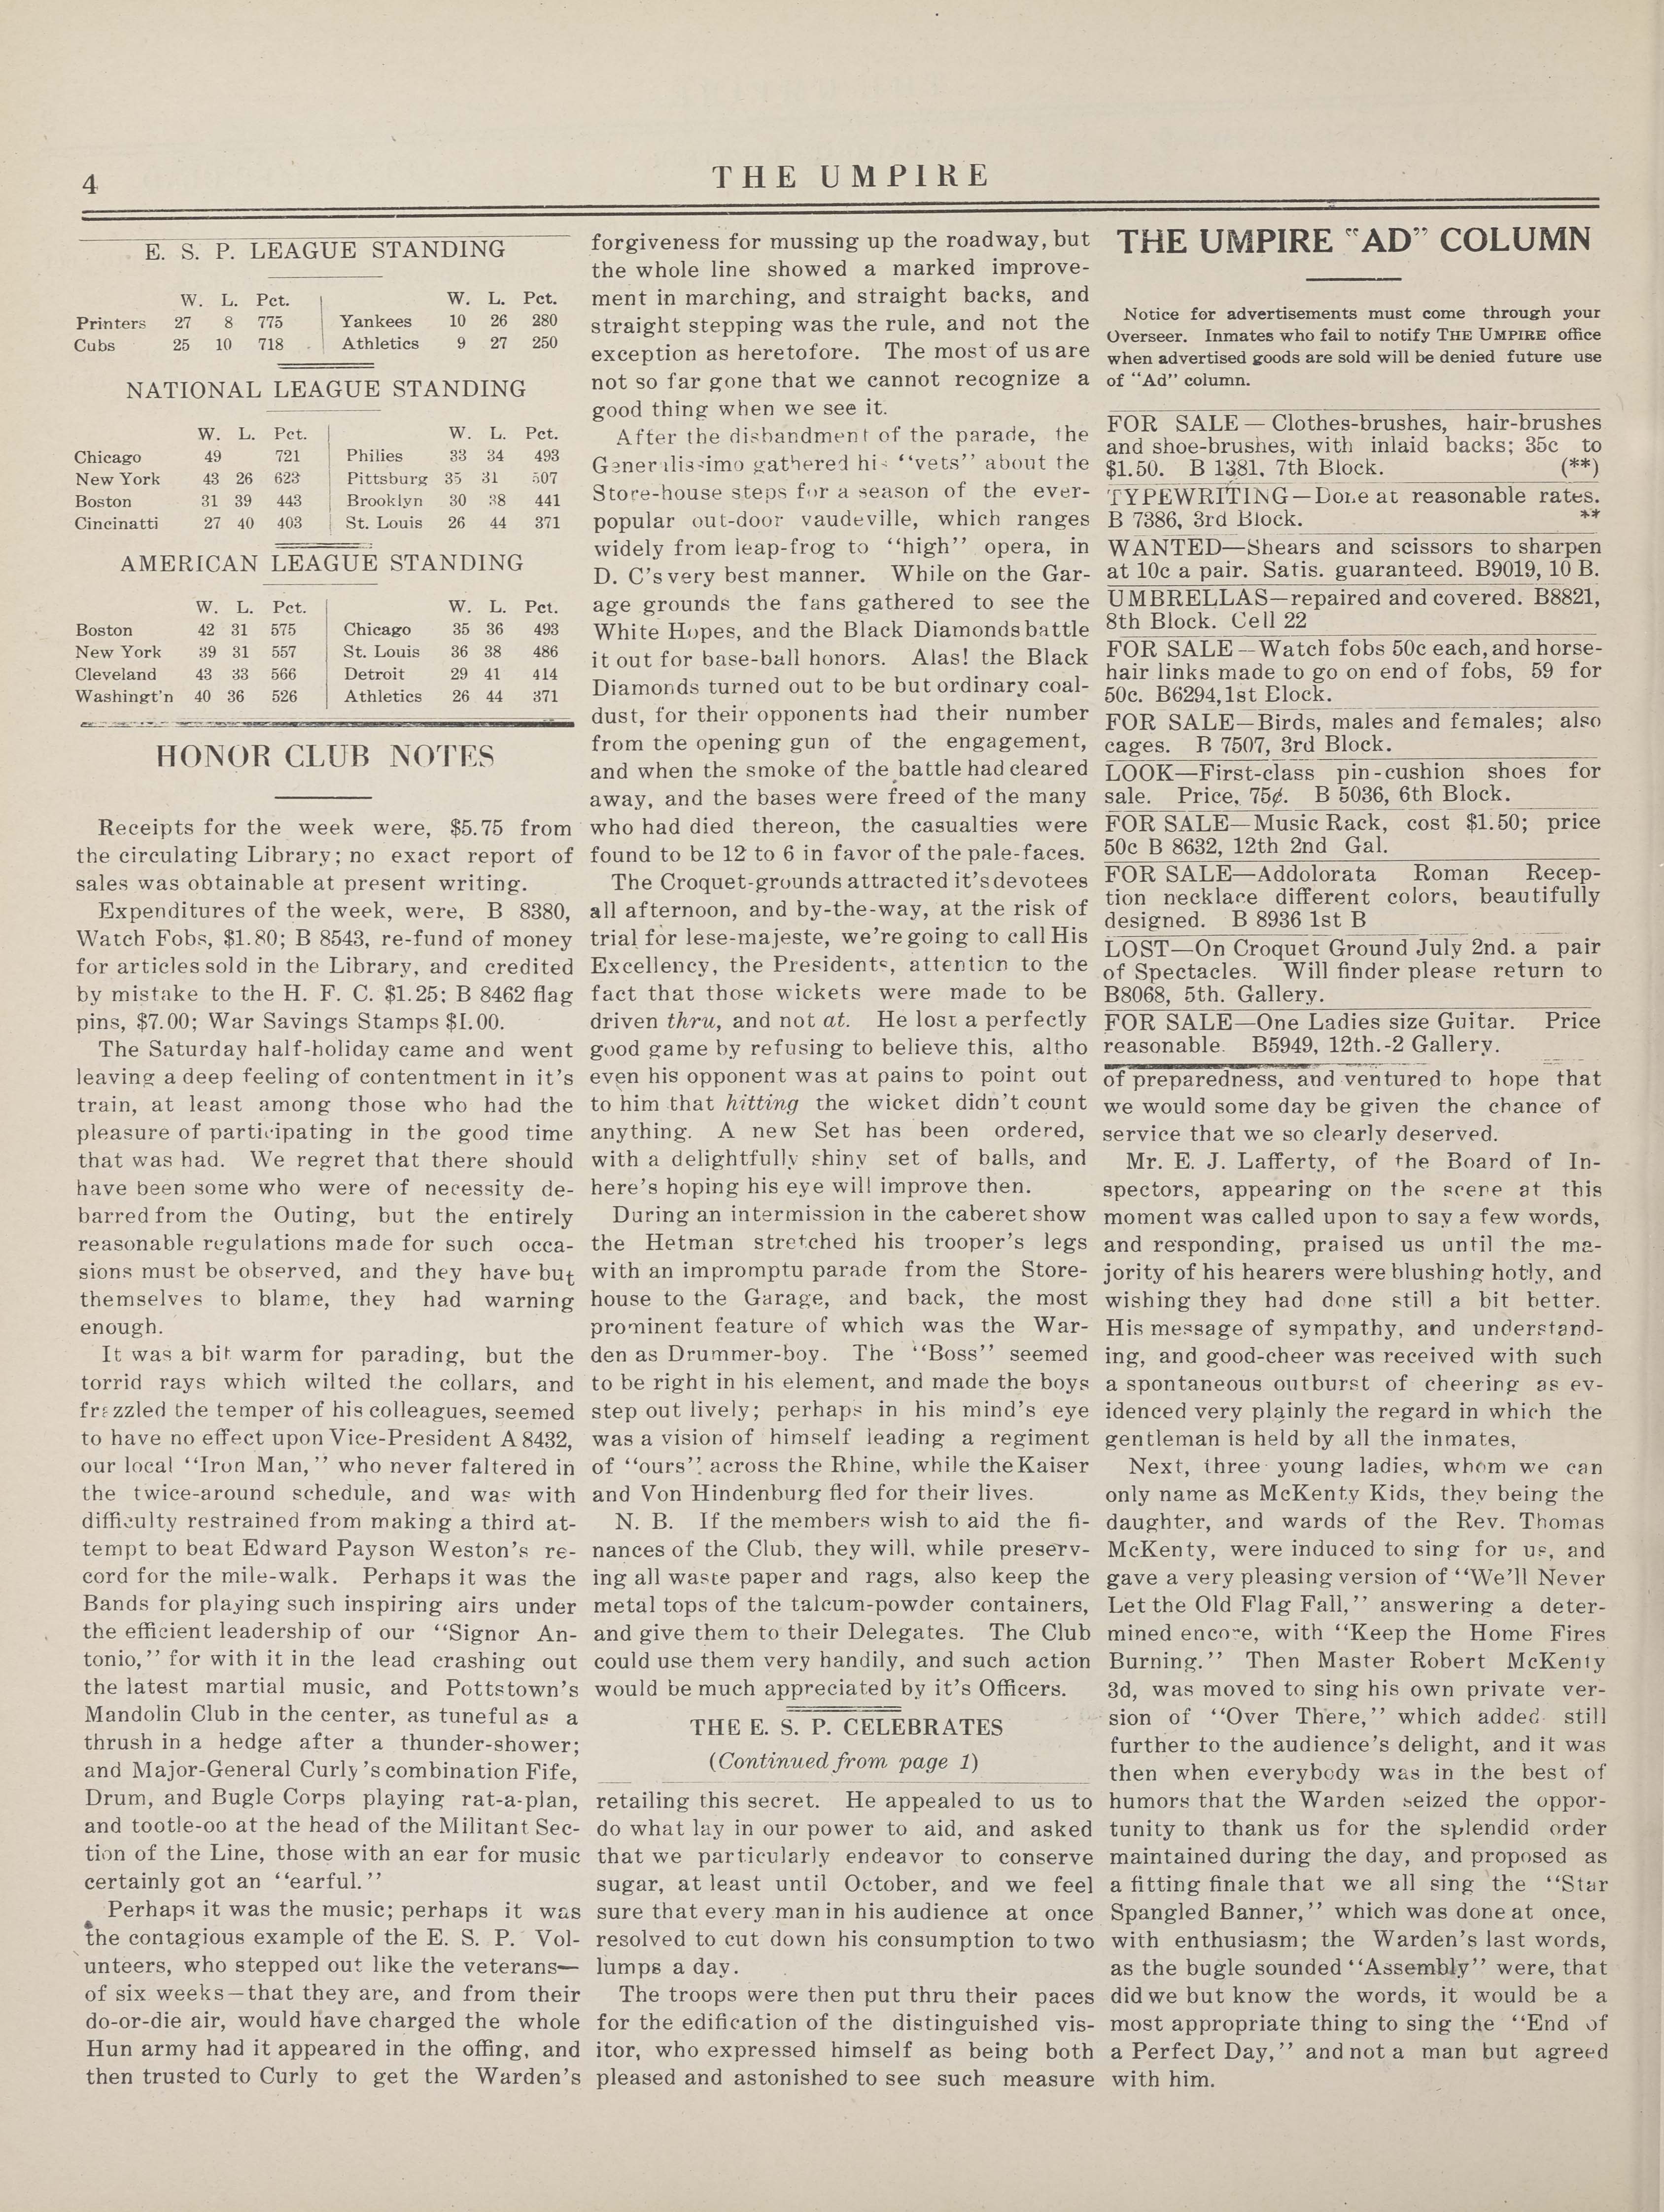 4
THE UMPIRE
E. S. P. LEAGUE STANDING
W. L. Pct. W. L. Pct.
Printers 27 8 775 Yankees 10 26 280
Cubs 25 10 718 Athletics 9 27 250
NATIONAL LEAGUE STANDING
W. L. Pct. W. L. Pct.
Chicago 49 721 Philies 33 34 493
New York 43 26 623 Pittsburg 35 31 507
Boston 31 39 443 Brooklyn 30 38 441
Cincinatti 27 40 403 St. Louis 26 44 371
AMERICAN LEAGUE STANDING
W. L. Pct. W. L. Pct.
Boston 42 31 575 Chicago 35 36 493
New York 39 31 557 St. Louis 36 38 486
Cleveland 43 33 566 Detroit 29 41 414
Washingt'n 40 36 526 Athletics 26 44 371
HONOR CLUB NOTES
Receipts for the week were, $5.75 from
the circulating Library; no exact report of
sales was obtainable at present writing.
Expenditures of the week, were, B 8380,
Watch Fobs, $1.80; B 8543, re-fund of money
for articles sold in the Library, and credited
by mistake to the H. F. C. $1.25; B 8462 flag
pins, $7.00; War Savings Stamps $1.00.
The Saturday half-holiday came and went
leaving a deep feeling of contentment in it's
train, at least among those who had the
pleasure of participating in the good time
that was had. We regret that there should
have been some who were of necessity de-
barred from the Outing, but the entirely
reasonable regulations made for such occa-
sions must be observed, and they have but
themselves to blame, they had warning
enough.
It was a bit warm for parading, but the
torrid rays which wilted the collars, and
frazzled the temper of his colleagues, seemed
to have no effect upon Vice-President A 8432,
our local "Iron Man," who never faltered in
the twice-around schedule, and was with
difficulty restrained from making a third at-
tempt to beat Edward Payson Weston's re-
cord for the mile-walk. Perhaps it was the
Bands for playing such inspiring airs under
the efficient leadership of our "Signor An-
tonio," for with it in the lead crashing out
the latest martial music, and Pottstown's
Mandolin Club in the center, as tuneful as a
thrush in a hedge after a thunder-shower;
and Major-General Curly's combination Fife,
Drum, and Bugle Corps playing rat-a-plan,
and tootle-oo at the head of the Militant Sec-
tion of the Line, those with an ear for music
certainly got an "earful."
Perhaps it was the music; perhaps it was
the contagious example of the E. S. P. Vol-
unteers, who stepped out like the veterans—
of six weeks—that they are, and from their
do-or-die air, would have charged the whole
Hun army had it appeared in the offing, and
then trusted to Curly to get the Warden's
forgiveness for mussing up the roadway, but
the whole line showed a marked improve-
ment in marching, and straight backs, and
straight stepping was the rule, and not the
exception as heretofore. The most of us are
not so far gone that we cannot recognize a
good thing when we see it.
After the disbandment of the parade, the
Generalissimo gathered his "vets" about the
Store-house steps for a season of the ever-
popular out-door vaudeville, which ranges
widely from leap-frog to "high" opera, in
D. C's very best manner. While on the Gar-
age grounds the fans gathered to see the
White Hopes, and the Black Diamonds battle
it out for base-ball honors. Alas! the Black
Diamonds turned out to be but ordinary coal-
dust, for their opponents had their number
from the opening gun of the engagement,
and when the smoke of the battle had cleared
away, and the bases were freed of the many
who had died thereon, the casualties were
found to be 12 to 6 in favor of the pale-faces.
The Croquet-grounds attracted it's devotees
all afternoon, and by-the-way, at the risk of
trial for lese-majeste, we're going to call His
Excellency, the Presidents, attention to the
fact that those wickets were made to be
driven thru, and not at. He lost a perfectly
good game by refusing to believe this, altho
even his opponent was at pains to point out
to him that hitting the wicket didn't count
anything. A new Set has been ordered,
with a delightfully shiny set of balls, and
here's hoping his eye will improve then.
During an intermission in the caberet show
the Hetman stretched his trooper's legs
with an impromptu parade from the Store-
house to the Garage, and back, the most
prominent feature of which was the War-
den as Drummer-boy. The "Boss" seemed
to be right in his element, and made the boys
step out lively; perhaps in his mind's eye
was a vision of himself leading a regiment
of "ours" across the Rhine, while the Kaiser
and Von Hindenburg fled for their lives.
N. B. If the members wish to aid the fi-
nances of the Club, they will, while preserv-
ing all waste paper and rags, also keep the
metal tops of the talcum-powder containers,
and give them to their Delegates. The Club
could use them very handily, and such action
would be much appreciated by it's Officers.
THE E. S. P. CELEBRATES
(Continued from page 1)
retailing this secret. He appealed to us to
do what lay in our power to aid, and asked
that we particularly endeavor to conserve
sugar, at least until October, and we feel
sure that every man in his audience at once
resolved to cut down his consumption to two
lumps a day.
The troops were then put thru their paces
for the edification of the distinguished vis-
itor, who expressed himself as being both
pleased and astonished to see such measure
THE UMPIRE "AD" COLUMN
Notice for advertisements must come through your
Overseer. Inmates who fail to notify THE UMPIRE office
when advertised goods are sold will be denied future use
of "Ad" column.
FOR SALE — Clothes-brushes, hair-brushes
and shoe-brushes, with inlaid backs; 35c to
$1.50. B 1381, 7th Block. (**)
TYPEWRITING—Done at reasonable rates.
B 7386, 3rd Block. **
WANTED—Shears and scissors to sharpen
at 10c a pair. Satis. guaranteed. B9019, 10 B.
UMBRELLAS—repaired and covered. B8821,
8th Block. Cell 22
FOR SALE—Watch fobs 50c each, and horse-
hair links made to go on end of fobs, 59 for
50c. B6294, 1st Block.
FOR SALE—Birds, males and females; also
cages. B 7507, 3rd Block.
LOOK—First-class pin-cushion shoes for
sale. Price, 75¢. B 5036, 6th Block.
FOR SALE—Music Rack, cost $1.50; price
50c B 8632, 12th 2nd Gal.
FOR SALE—Addolorata Roman Recep-
tion necklace different colors, beautifully
designed. B 8936 1st B
LOST—On Croquet Ground July 2nd. a pair
of Spectacles. Will finder please return to
B8068, 5th. Gallery.
FOR SALE—One Ladies size Guitar. Price
reasonable. B5949, 12th.-2 Gallery.
of preparedness, and ventured to hope that
we would some day be given the chance of
service that we so clearly deserved.
Mr. E. J. Lafferty, of the Board of In-
spectors, appearing on the scene at this
moment was called upon to say a few words,
and responding, praised us until the ma-
jority of his hearers were blushing hotly, and
wishing they had done still a bit better.
His message of sympathy, and understand-
ing, and good-cheer was received with such
a spontaneous outburst of cheering as ev-
idenced very plainly the regard in which the
gentleman is held by all the inmates,
Next, three young ladies, whom we can
only name as McKenty Kids, they being the
daughter, and wards of the Rev. Thomas
McKenty, were induced to sing for us, and
gave a very pleasing version of "We'll Never
Let the Old Flag Fall," answering a deter-
mined encore, with "Keep the Home Fires
Burning." Then Master Robert McKenty
3d, was moved to sing his own private ver-
sion of "Over There," which added still
further to the audience's delight, and it was
then when everybody was in the best of
humors that the Warden seized the oppor-
tunity to thank us for the splendid order
maintained during the day, and proposed as
a fitting finale that we all sing the "Star
Spangled Banner," which was done at once,
with enthusiasm; the Warden's last words,
as the bugle sounded "Assembly" were, that
did we but know the words, it would be a
most appropriate thing to sing the "End of
a Perfect Day," and not a man but agreed
with him.